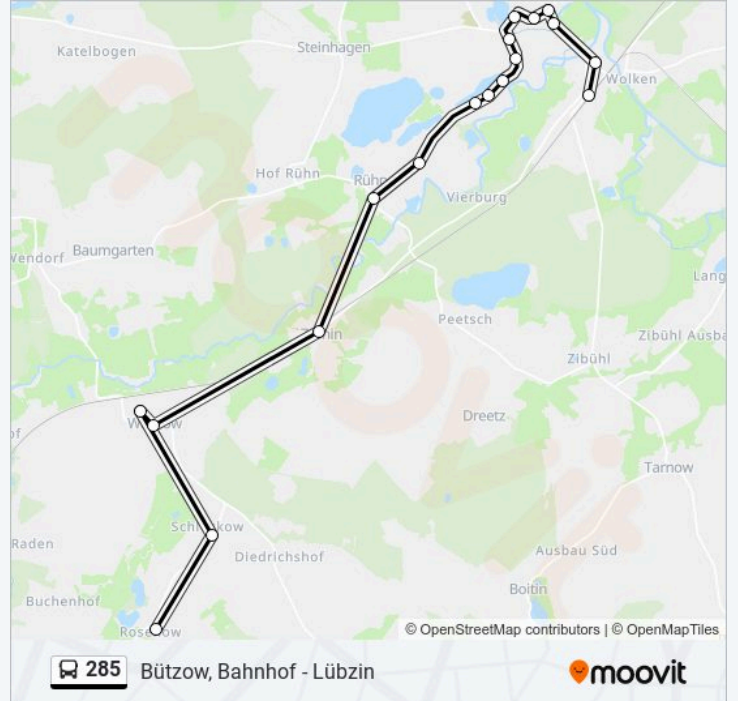 Katelbogen
Steinhagen
Wolken
Hof Rühn
Rühn
Vierburg
Baumgarten
Wendorf
Lang
Peetsch
Zibühl Ausba
Zibühl
Dreetz
Tarnow
Raden
Diedrichshof
Ausbau Süd
Buchenhof
Boitin
© OpenStreetMap contributors | © OpenMapTiles
285 Bützow, Bahnhof - Lübzin
moovit